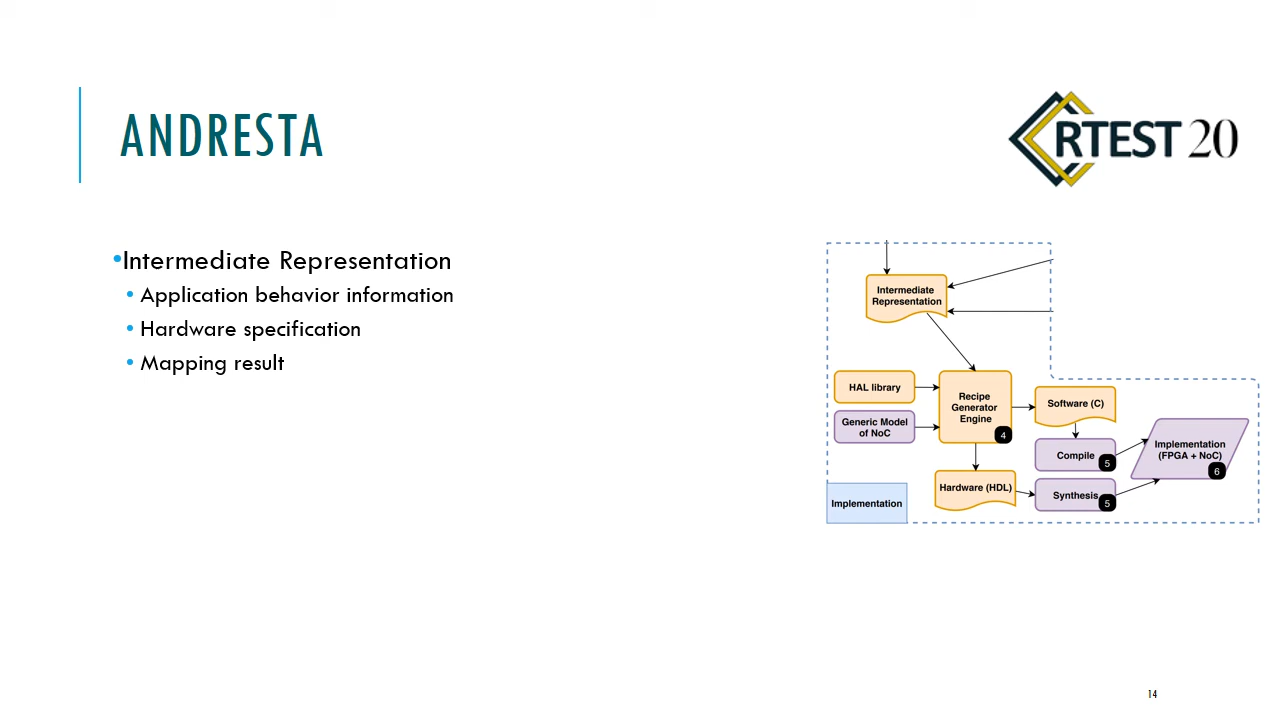 ANDRESTA
RTEST 20
•Intermediate Representation
• Application behavior information
• Hardware specification
• Mapping result
Intermediate
Representation
HAL library
Generic Model
of NoC
Recipe
Generator
Engine
4
Software (C)
Compile
5
Implementation
(FPGA + NoC)
6
Hardware (HDL)
Synthesis
5
Implementation
14